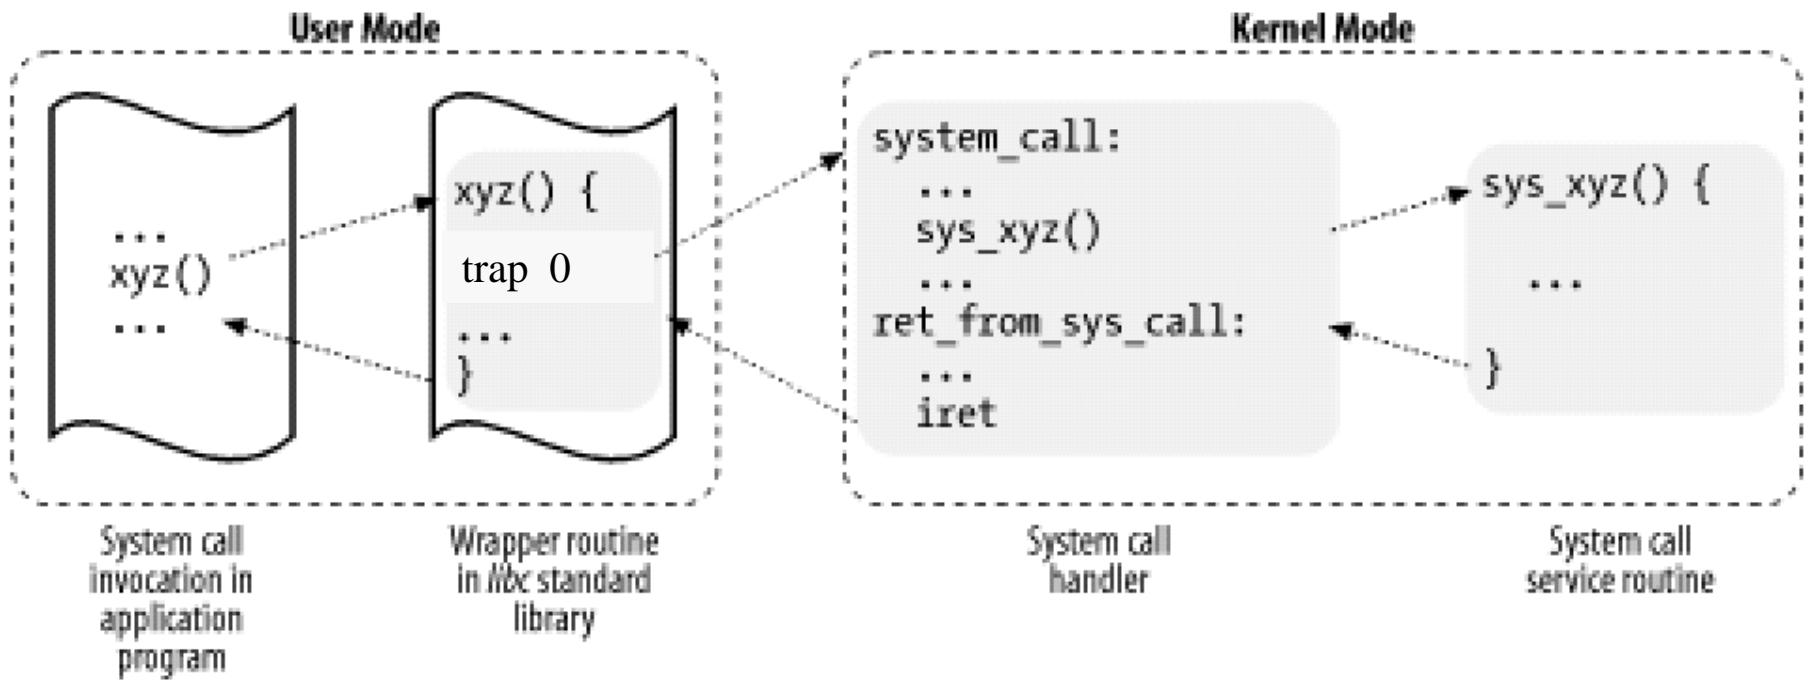 User Mode
Kernel Mode
...
xyz()
...
xyz() {
trap 0
...
}
system_call:
...
sys_xyz()
...
ret_from_sys_call:
...
iret
sys_xyz() {
...
}
System call
invocation in
application
program
Wrapper routine
in libc standard
library
System call
handler
System call
service routine